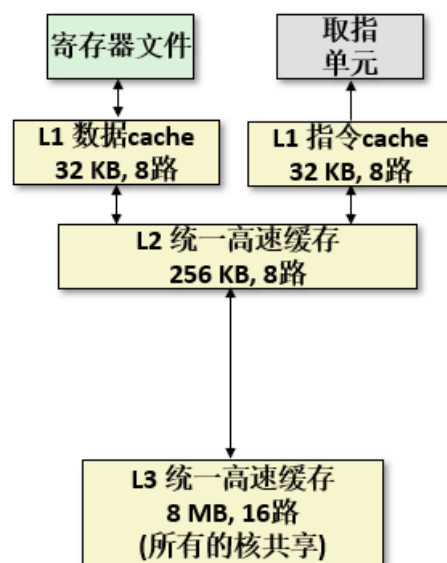 寄存器文件
取指
单元
L1 数据cache
32 KB, 8路
L1 指令cache
32 KB, 8路
L2 统一高速缓存
256 KB, 8路
L3 统一高速缓存
8 MB, 16路
(所有的核共享)